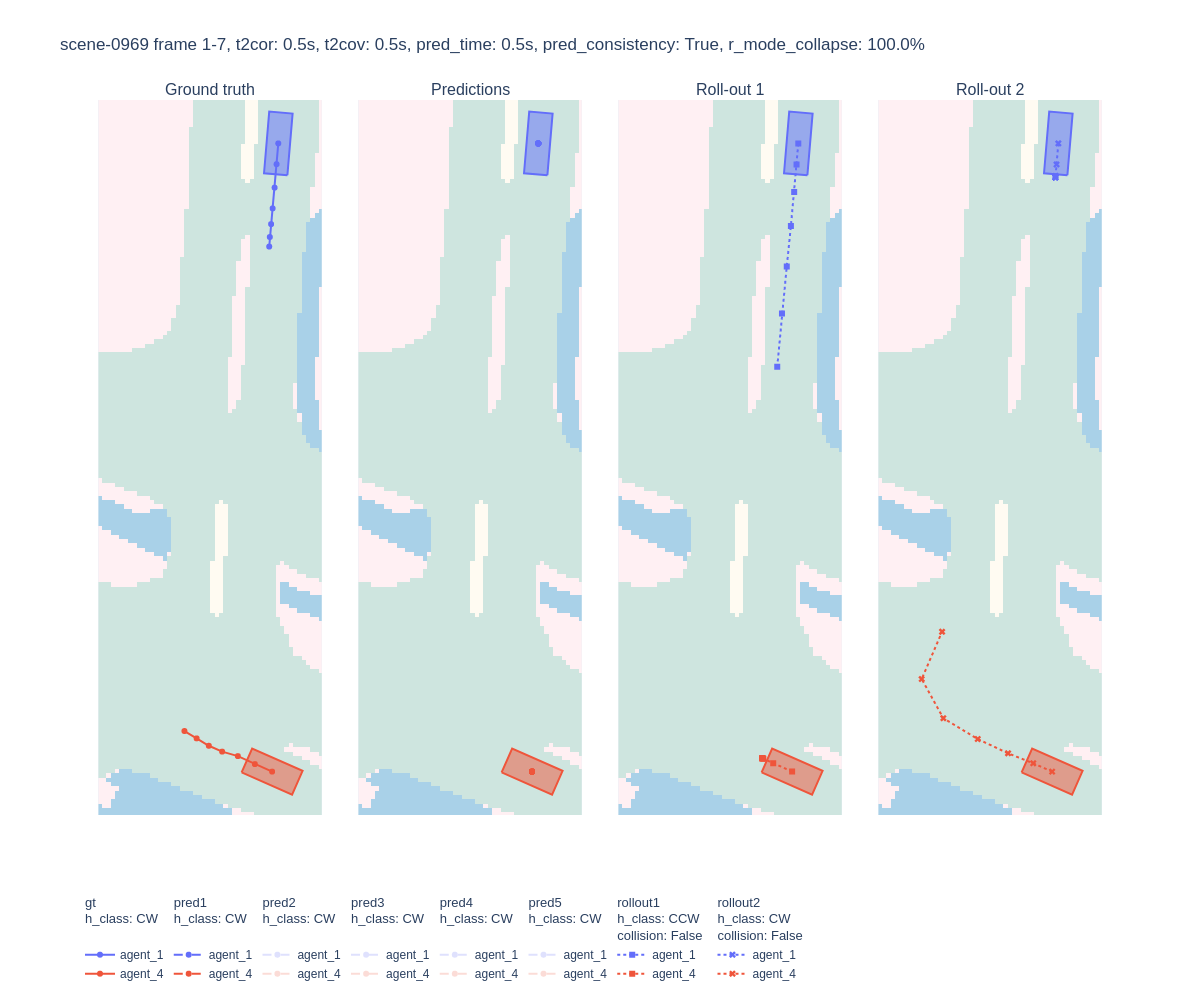 scene-0969 frame 1-7, t2cor: 0.5s, t2cov: 0.5s, pred_time: 0.5s, pred_consistency: True, r_mode_collapse: 100.0%
Ground truth Predictions Roll-out 1 Roll-out 2
gt pred1 pred2 pred3 pred4 pred5 rollout1 rollout2
h_class: CW h_class: CW h_class: CW h_class: CW h_class: CW h_class: CW h_class: CCW h_class: CW
collision: False collision: False
agent_1 agent_1 agent_1 agent_1 agent_1 agent_1 agent_1 agent_1
agent_4 agent_4 agent_4 agent_4 agent_4 agent_4 agent_4 agent_4